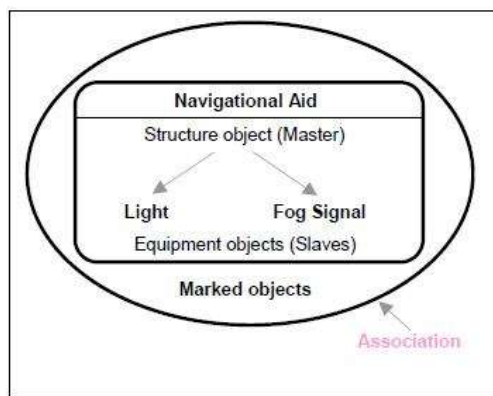 Navigational Aid
Structure object (Master)
Light Fog Signal
Equipment objects (Slaves)
Marked objects
Association